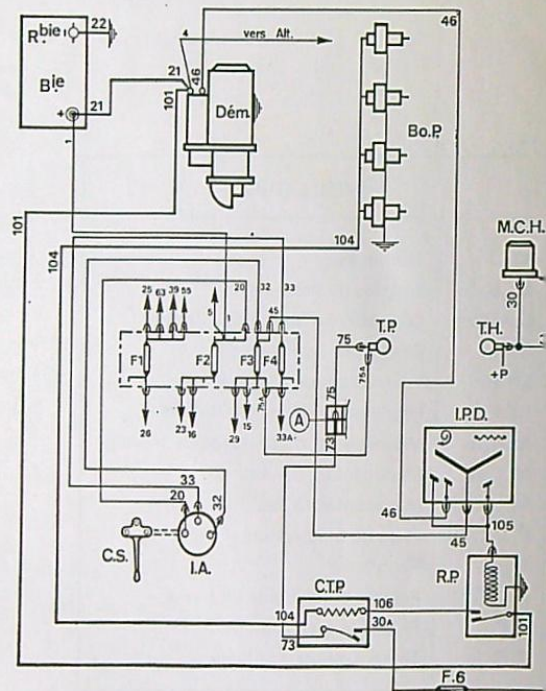 22
46
Rbie
Bie
21
1
21
46
4
vers Alt.
101
Dém.
Bo.P.
101
104
104
M.C.H.
30
T.H.
+P
25
63
39
55
5
1
20
32
45
33
75
T.P.
75A
F1
F2
F3
F4
75A
A
75
73
26
23
16
29
15
33A
I.P.D.
46
45
105
33
20
32
C.S.
I.A.
R.P.
C.T.P.
104
73
106
30A
101
F.6